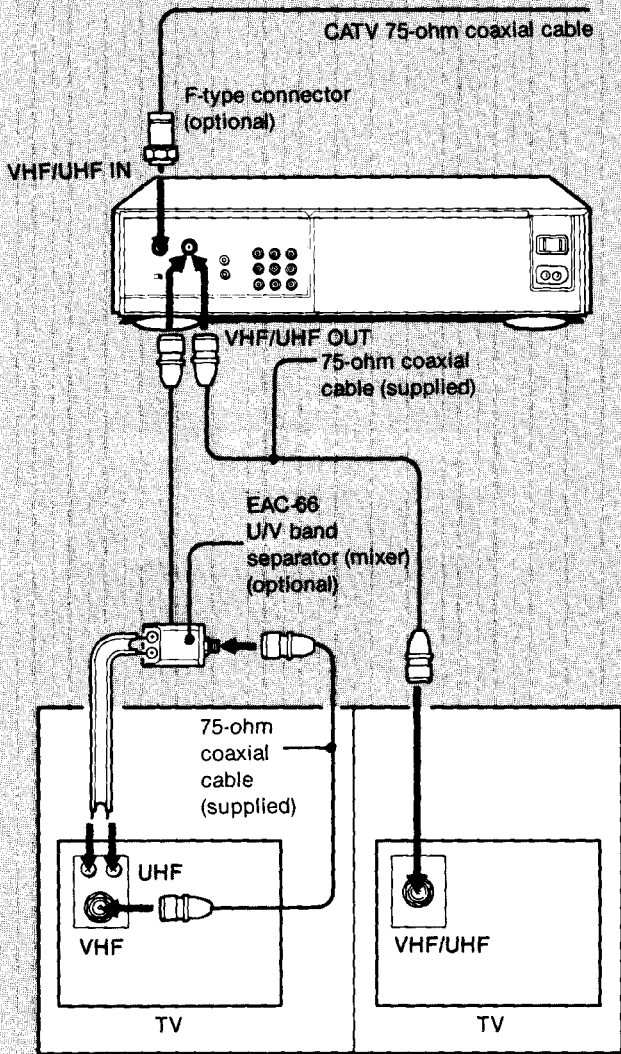 CATV 75-ohm coaxial cable
F-type connector
(optional)
VHF/UHF IN
VHF/UHF OUT
75-ohm coaxial
cable (supplied)
EAC-66
U/V band
separator (mixer)
(optional)
75-ohm
coaxial
cable
(supplied)
UHF
VHF
VHF/UHF
TV
TV